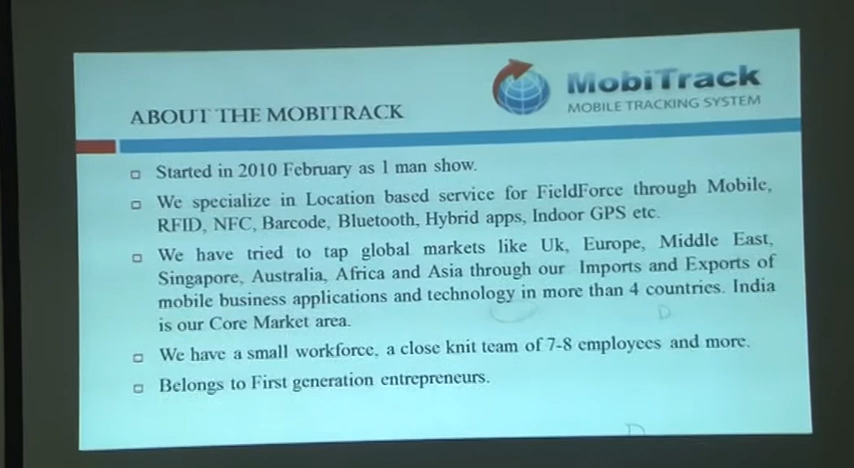 MobiTrack
MOBILE TRACKING SYSTEM
ABOUT THE MOBITRACK
Started in 2010 February as 1 man show.
We specialize in Location based service for FieldForce through Mobile,
RFID, NFC, Barcode, Bluetooth, Hybrid apps, Indoor GPS etc.
We have tried to tap global markets like Uk, Europe, Middle East,
Singapore, Australia, Africa and Asia through our Imports and Exports of
mobile business applications and technology in more than 4 countries. India
is our Core Market area.
We have a small workforce, a close knit team of 7-8 employees and more.
Belongs to First generation entrepreneurs.